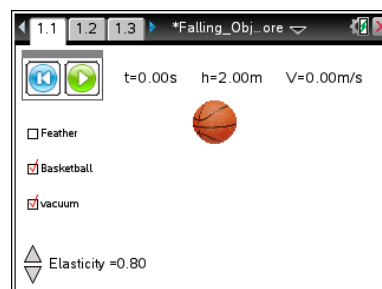 1.1 1.2 1.3 *Falling_Obj...ore
t=0.00s h=2.00m V=0.00m/s
Feather
Basketball
vacuum
Elasticity =0.80